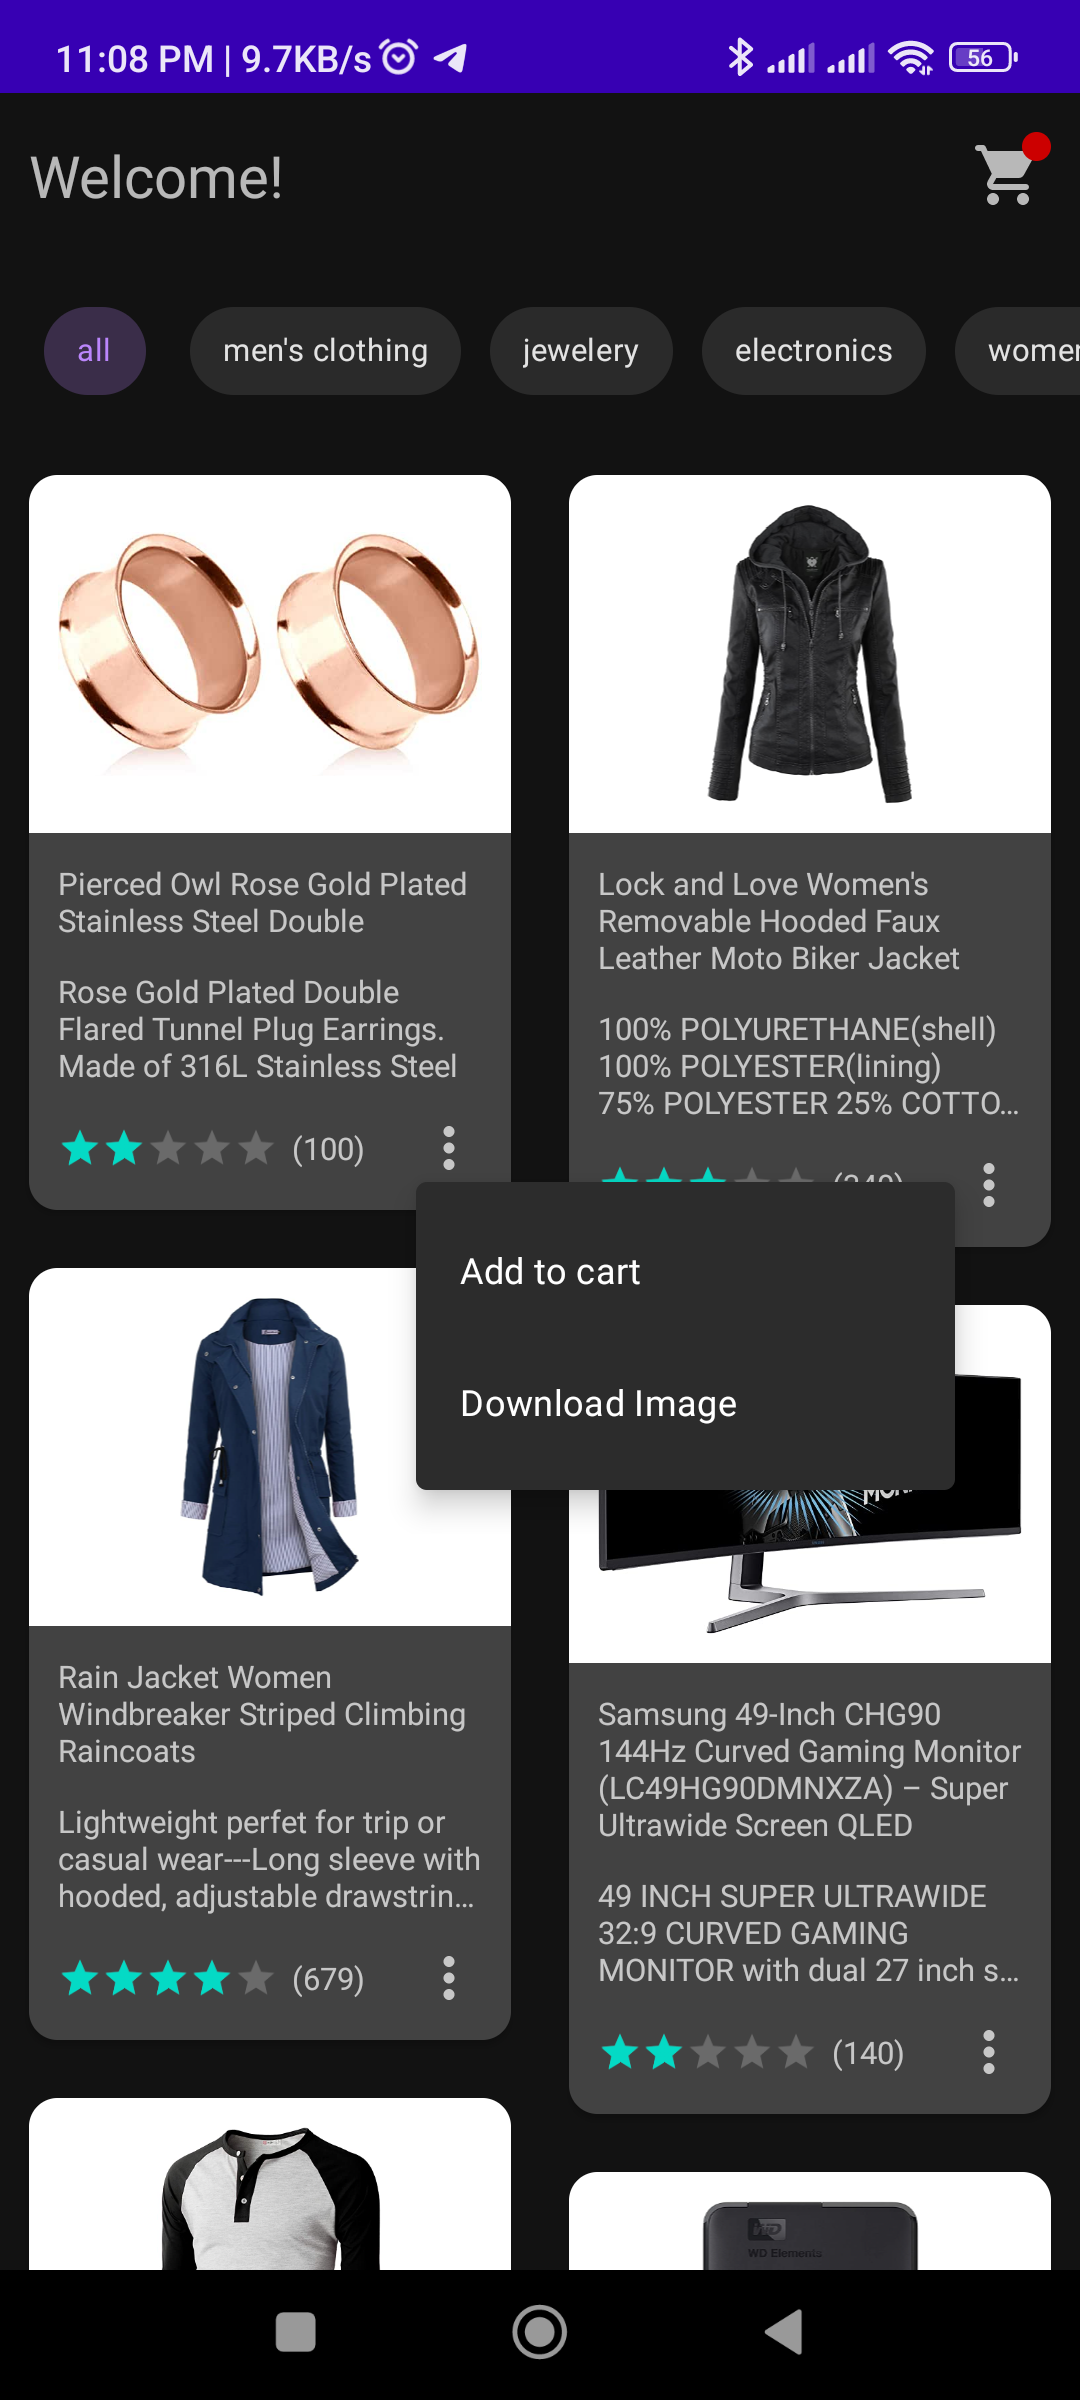 11:08 PM | 9.7KB/s
56
Welcome!
all
men's clothing
jewelery
electronics
Pierced Owl Rose Gold Plated
Stainless Steel Double
Rose Gold Plated Double
Flared Tunnel Plug Earrings.
Made of 316L Stainless Steel
(100)
Lock and Love Women's
Removable Hooded Faux
Leather Moto Biker Jacket
100% POLYURETHANE(shell)
100% POLYESTER(lining)
75% POLYESTER 25% COTTO...
Add to cart
Download Image
Rain Jacket Women
Windbreaker Striped Climbing
Raincoats
Lightweight perfet for trip or
casual wear---Long sleeve with
hooded, adjustable drawstrin...
(679)
Samsung 49-Inch CHG90
144Hz Curved Gaming Monitor
(LC49HG90DMNXZA) – Super
Ultrawide Screen QLED
49 INCH SUPER ULTRAWIDE
32:9 CURVED GAMING
MONITOR with dual 27 inch s...
(140)
WD
WD Elements